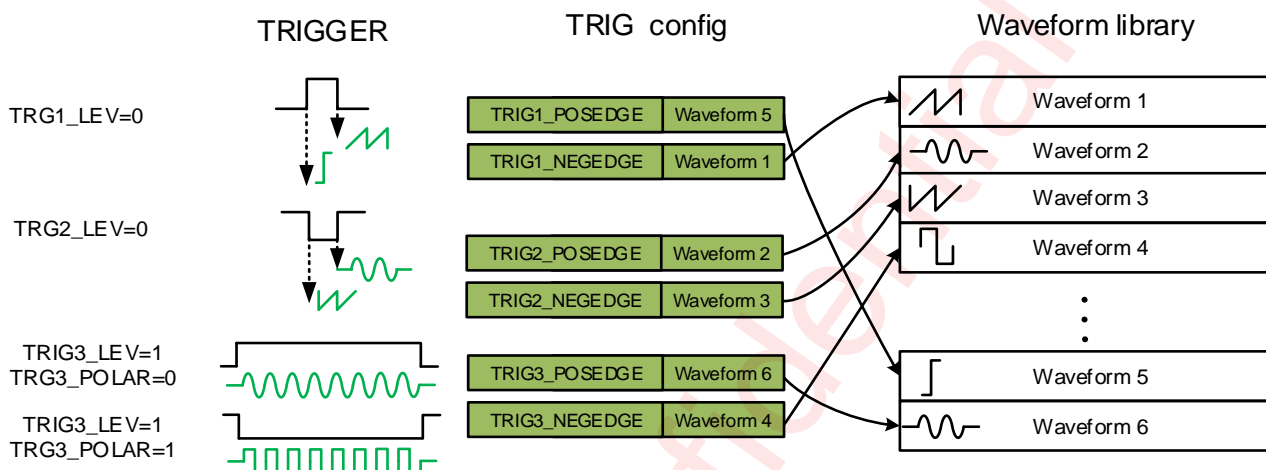 TRIGGER
TRIG config
Waveform library
TRG1_LEV=0
TRIG1_POSEDGE Waveform 5
TRIG1_NEGEDGE Waveform 1
Waveform 1
Waveform 2
Waveform 3
Waveform 4
TRG2_LEV=0
TRIG2_POSEDGE Waveform 2
TRIG2_NEGEDGE Waveform 3
TRIG3_LEV=1
TRG3_POLAR=0
TRIG3_LEV=1
TRG3_POLAR=1
TRIG3_POSEDGE Waveform 6
TRIG3_NEGEDGE Waveform 4
Waveform 5
Waveform 6
fidential